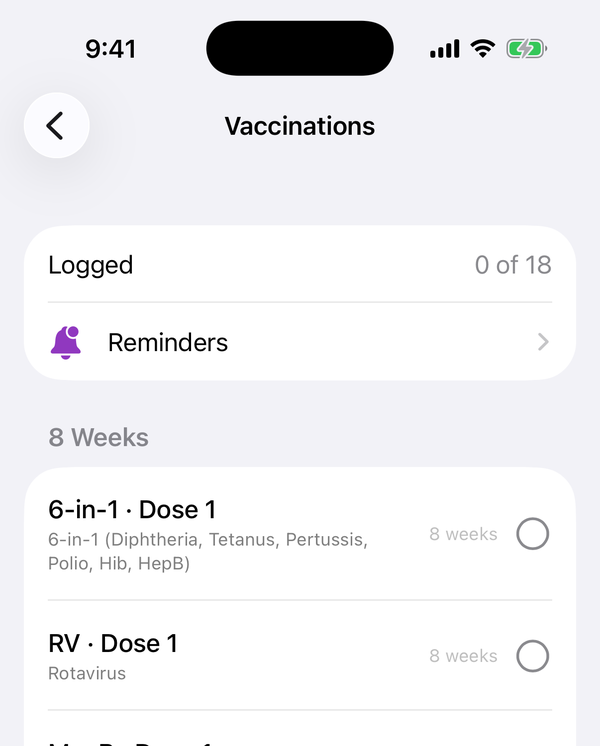 9:41
Vaccinations
Logged
0 of 18
Reminders
8 Weeks
6-in-1 · Dose 1
6-in-1 (Diphtheria, Tetanus, Pertussis,
Polio, Hib, HepB)
8 weeks
RV · Dose 1
Rotavirus
8 weeks